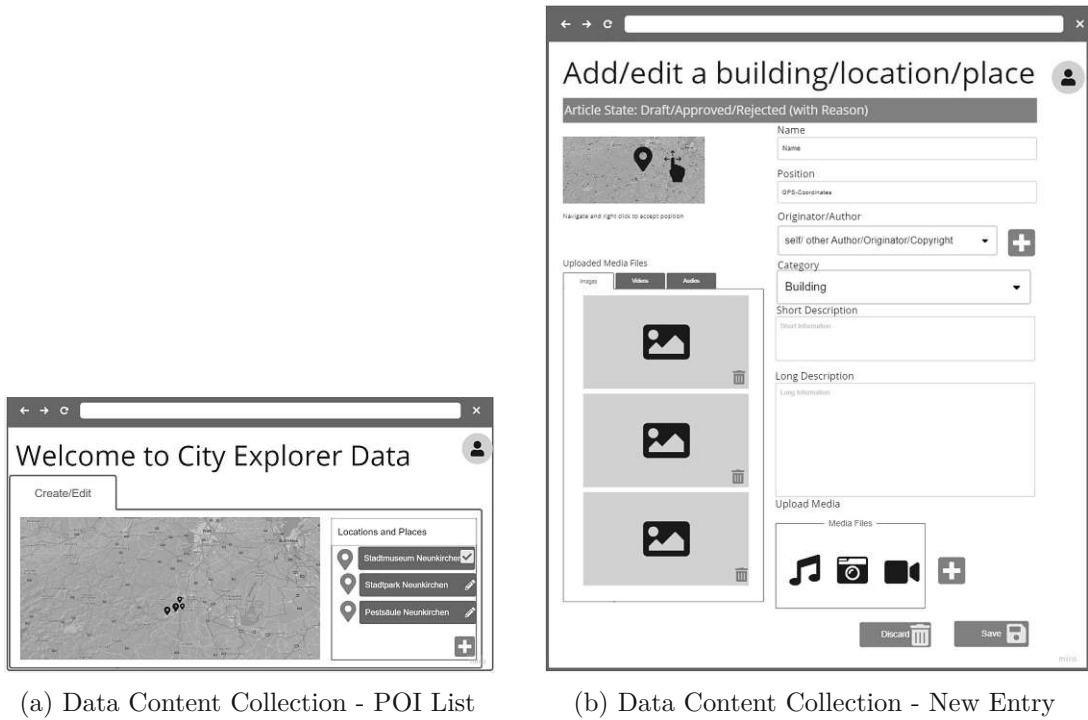 Welcome to City Explorer Data
Create/Edit
Locations and Places
Stadtmuseum Neunkirchen
Stadtpark Neunkirchen
Pestsäule Neunkirchen
miro
(a) Data Content Collection - POI List
Add/edit a building/location/place
Article State: Draft/Approved/Rejected (with Reason)
Navigate and right click to accept position
Uploaded Media Files
Images Videos Audios
Name
Name
Position
GPS-Coordinates
Originator/Author
self/ other Author/Originator/Copyright
Category
Building
Short Description
Short Information
Long Description
Long Information
Upload Media
Media Files
Discard
Save
miro
(b) Data Content Collection - New Entry